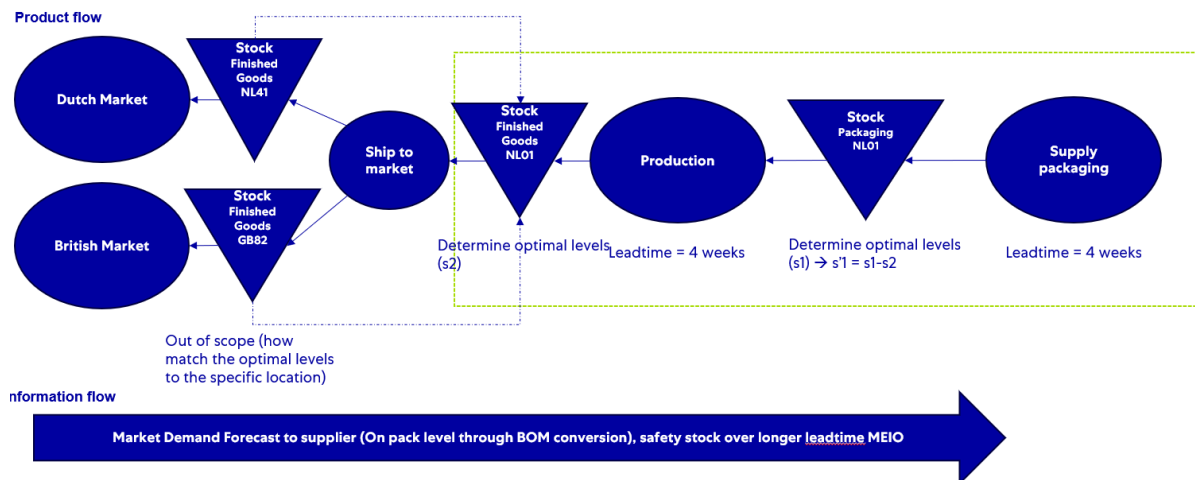 Product flow
Dutch Market
Stock
Finished
Goods
NL41
Ship to
market
Stock
Finished
Goods
NL01
Production
Stock
Packaging
NL01
Supply
packaging
British Market
Stock
Finished
Goods
GB82
Determine optimal levels
(s2)
Leadtime = 4 weeks
Determine optimal levels
(s1) → s'1 = s1-s2
Leadtime = 4 weeks
Out of scope (how
match the optimal levels
to the specific location)
nformation flow
Market Demand Forecast to supplier (On pack level through BOM conversion), safety stock over longer leadtime MEIO